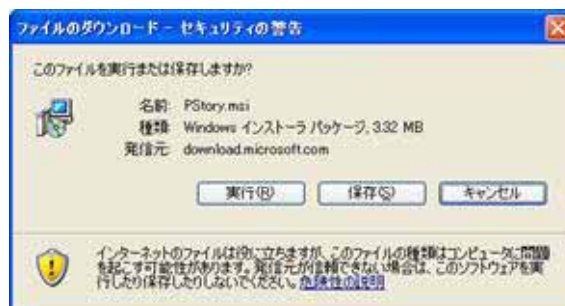 ファイルのダウンロード - セキュリティの警告
このファイルを実行または保存しますか?
名前: PStory.msi
種類: Windows インストーラ パッケージ, 3.32 MB
発信元: download.microsoft.com
実行(R)
保存(S)
キャンセル
インターネットのファイルは役に立ちますが、このファイルの種類はコンピュータに問題
を起こす可能性があります。発信元が信頼できない場合は、このソフトウェアを実
行したり保存したりしないでください。危険性の説明